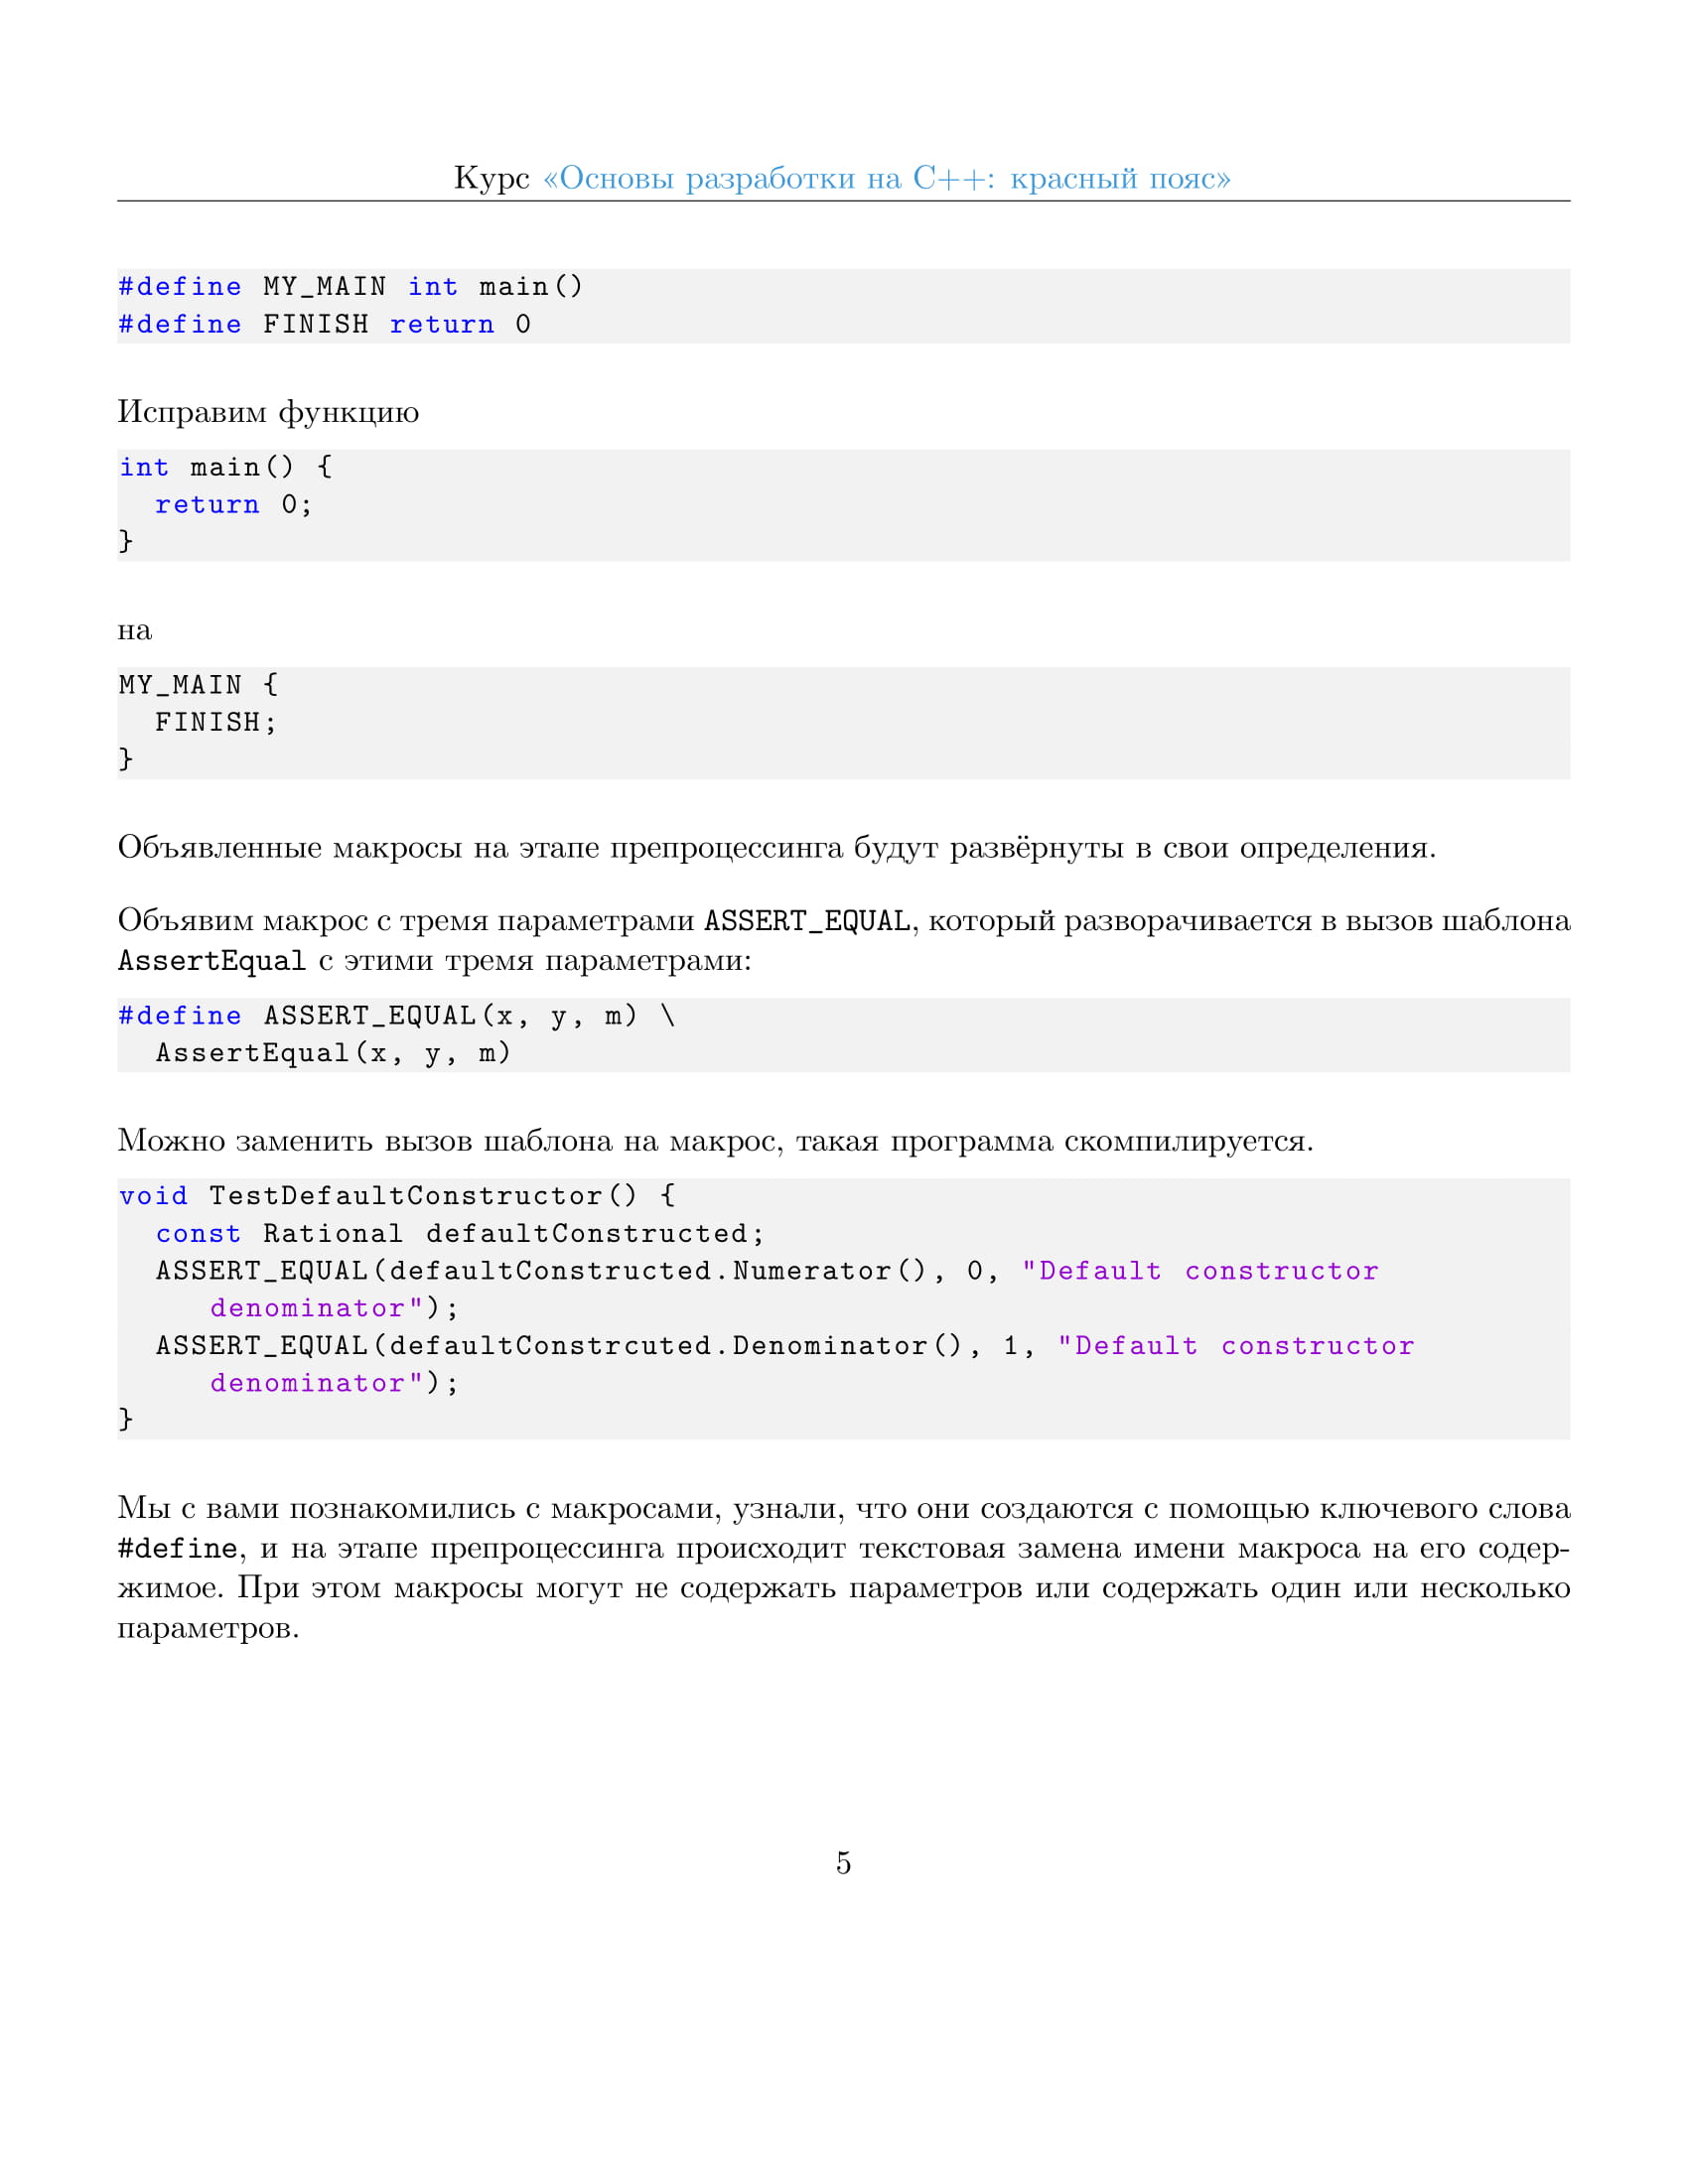 Курс «Основы разработки на C++: красный пояс»
#define MY_MAIN int main()
#define FINISH return 0
Исправим функцию
int main() {
  return 0;
}
на
MY_MAIN {
  FINISH;
}
Объявленные макросы на этапе препроцессинга будут развёрнуты в свои определения.
Объявим макрос с тремя параметрами ASSERT_EQUAL, который разворачивается в вызов шаблона
AssertEqual с этими тремя параметрами:
#define ASSERT_EQUAL(x, y, m) \
  AssertEqual(x, y, m)
Можно заменить вызов шаблона на макрос, такая программа скомпилируется.
void TestDefaultConstructor() {
  const Rational defaultConstructed;
  ASSERT_EQUAL(defaultConstructed.Numerator(), 0, "Default constructor
     denominator");
  ASSERT_EQUAL(defaultConstrcuted.Denominator(), 1, "Default constructor
     denominator");
}
Мы с вами познакомились с макросами, узнали, что они создаются с помощью ключевого слова
#define, и на этапе препроцессинга происходит текстовая замена имени макроса на его содер-
жимое. При этом макросы могут не содержать параметров или содержать один или несколько
параметров.
5